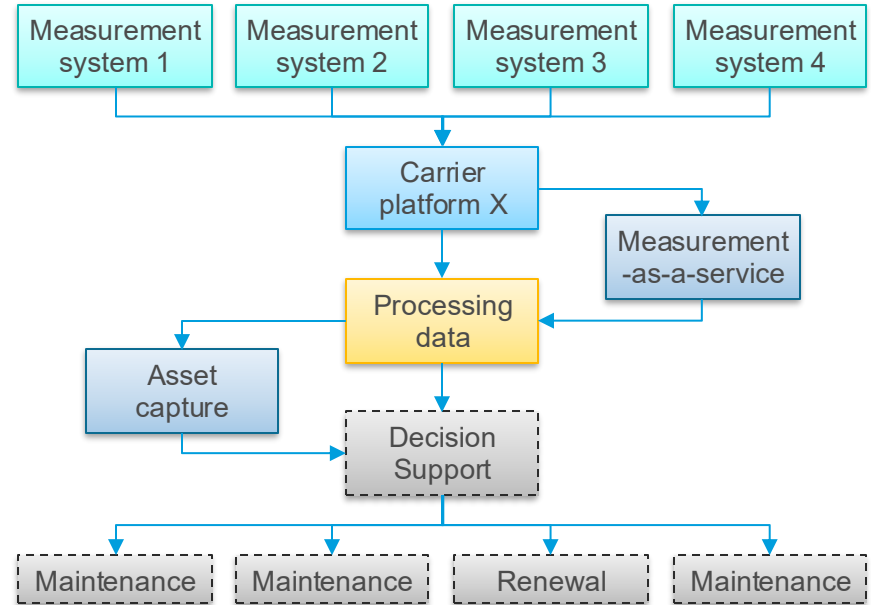 Measurement
system 1
Measurement
system 2
Measurement
system 3
Measurement
system 4
Carrier
platform X
Measurement
-as-a-service
Processing
data
Asset
capture
Decision
Support
Maintenance
Maintenance
Renewal
Maintenance